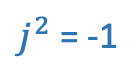 j² = -1